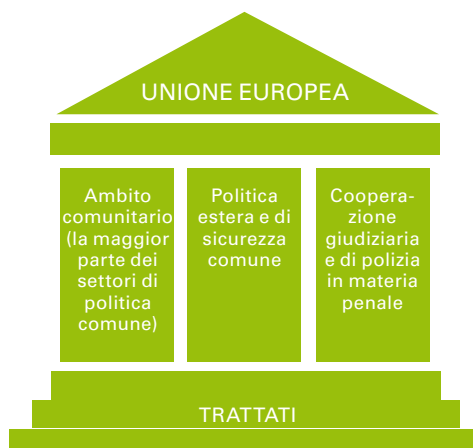 UNIONE EUROPEA
Ambito
comunitario
(la maggior
parte dei
settori di
politica
comune)
Politica
estera e di
sicurezza
comune
Coopera-
zione
giudiziaria
e di polizia
in materia
penale
TRATTATI